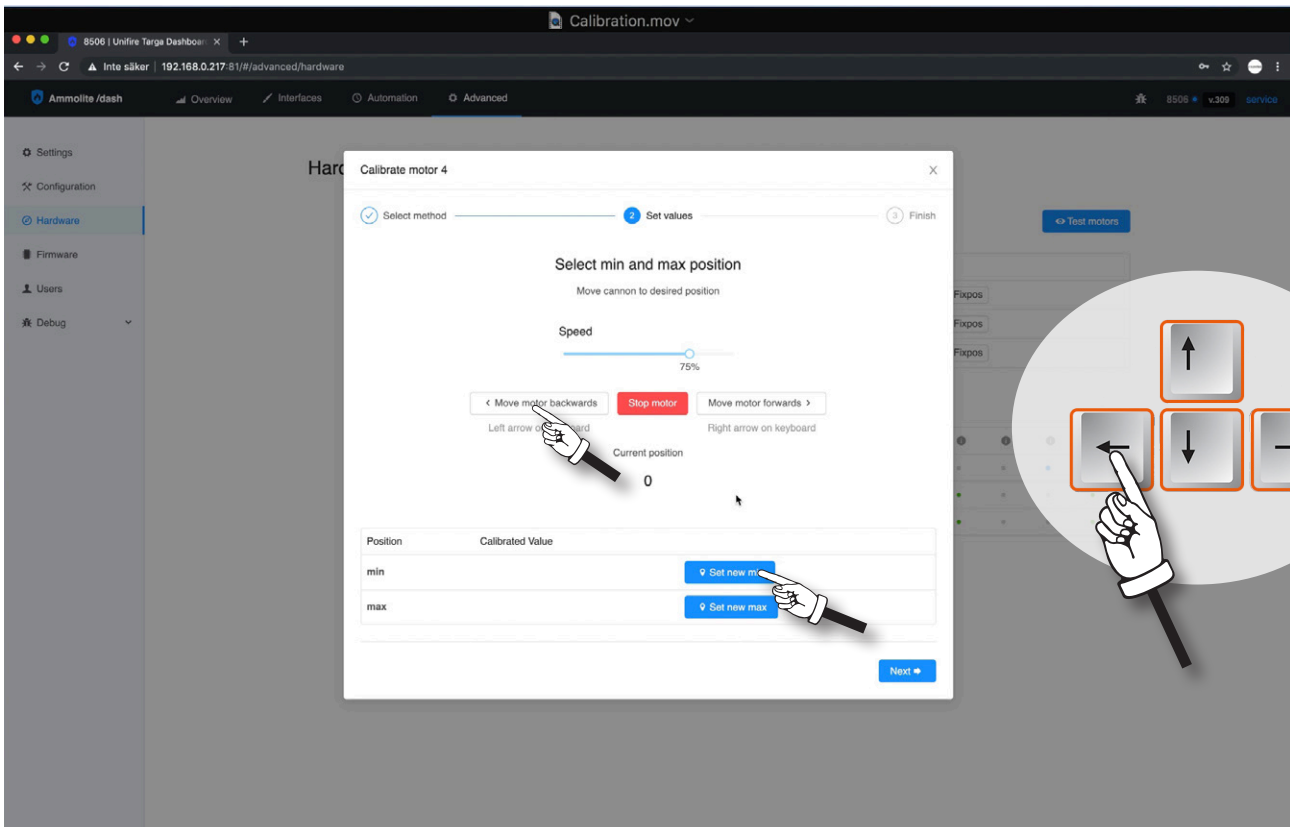 Calibration.mov
8506 | Unifire Targa Dashboar
Inte säker | 192.168.0.217:81/#/advanced/hardware
Ammolite /dash
Overview
Interfaces
Automation
Advanced
8506
v.309
service
Settings
Configuration
Hardware
Firmware
Users
Debug
Hard
Test motors
Fixpos
Fixpos
Fixpos
Calibrate motor 4
X
Select method
2 Set values
3 Finish
Select min and max position
Move cannon to desired position
Speed
75%
< Move motor backwards
Stop motor
Move motor forwards >
Left arrow on
Right arrow on keyboard
Current position
0
Position Calibrated Value
min
Set new
max
Set new max
Next